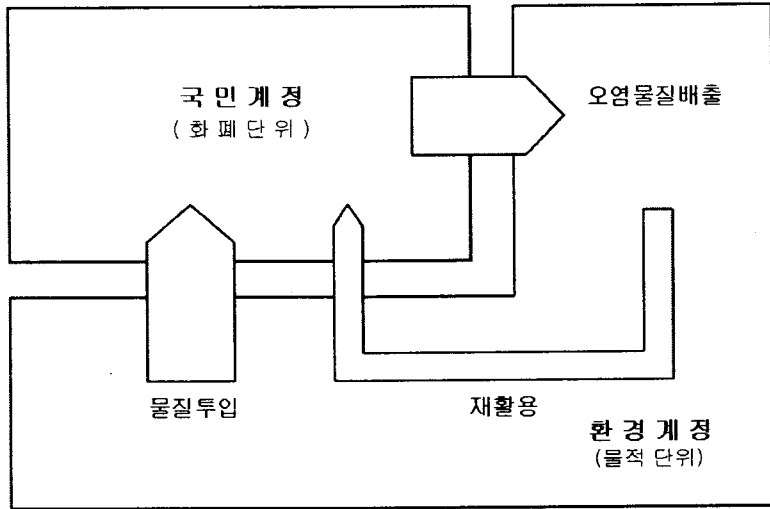 국민계정
(화폐단위)
오염물질배출
물질투입
재활용
환경계정
(물적 단위)